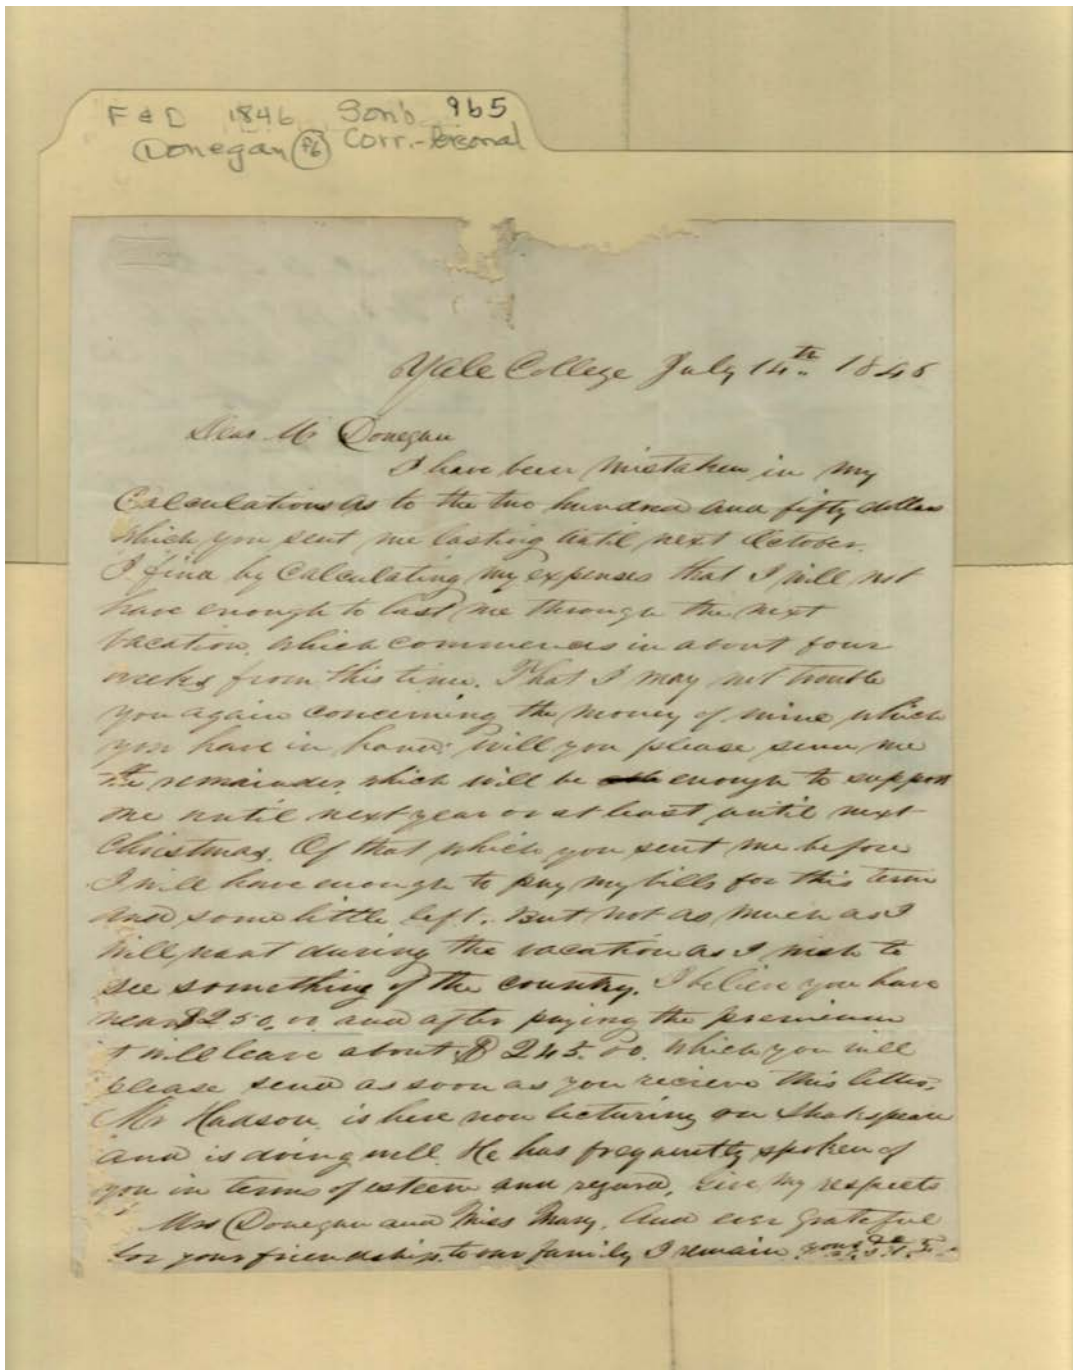 F & D 1846 Son's 965
Donegan F6 Corr.-Personal
Yale College July 14th. 1846
Dear Mr Donegan
I have been mistaken in my
Calculations as to the two hundred and fifty dollars
which you sent me lasting until next October.
I find by Calculating my expenses that I will not
have enough to last me through the next
vacation, which commences in about four
weeks from this time. That I may not trouble
you again concerning the money of mine which
you have in hand, will you please send me
the remainder, which will be enough to support
me until next year or at least until next
Christmas. Of that which you sent me before
I will have enough to pay my bills for this term
and some little left. But not as much as I
will want during the vacation as I wish to
see something of the country. I believe you have
near $250.00 and after paying the premium
it will leave about $245.00. which you will
please send as soon as you recieve this letter.
Mr Hudson, is here now lecturing on Shakspeare
and is doing well. He has frequently spoken of
you in terms of esteem and regard, Give my respects
Mrs Donegan and Miss Mary, And ever grateful
for your friendship to our family I remain yours